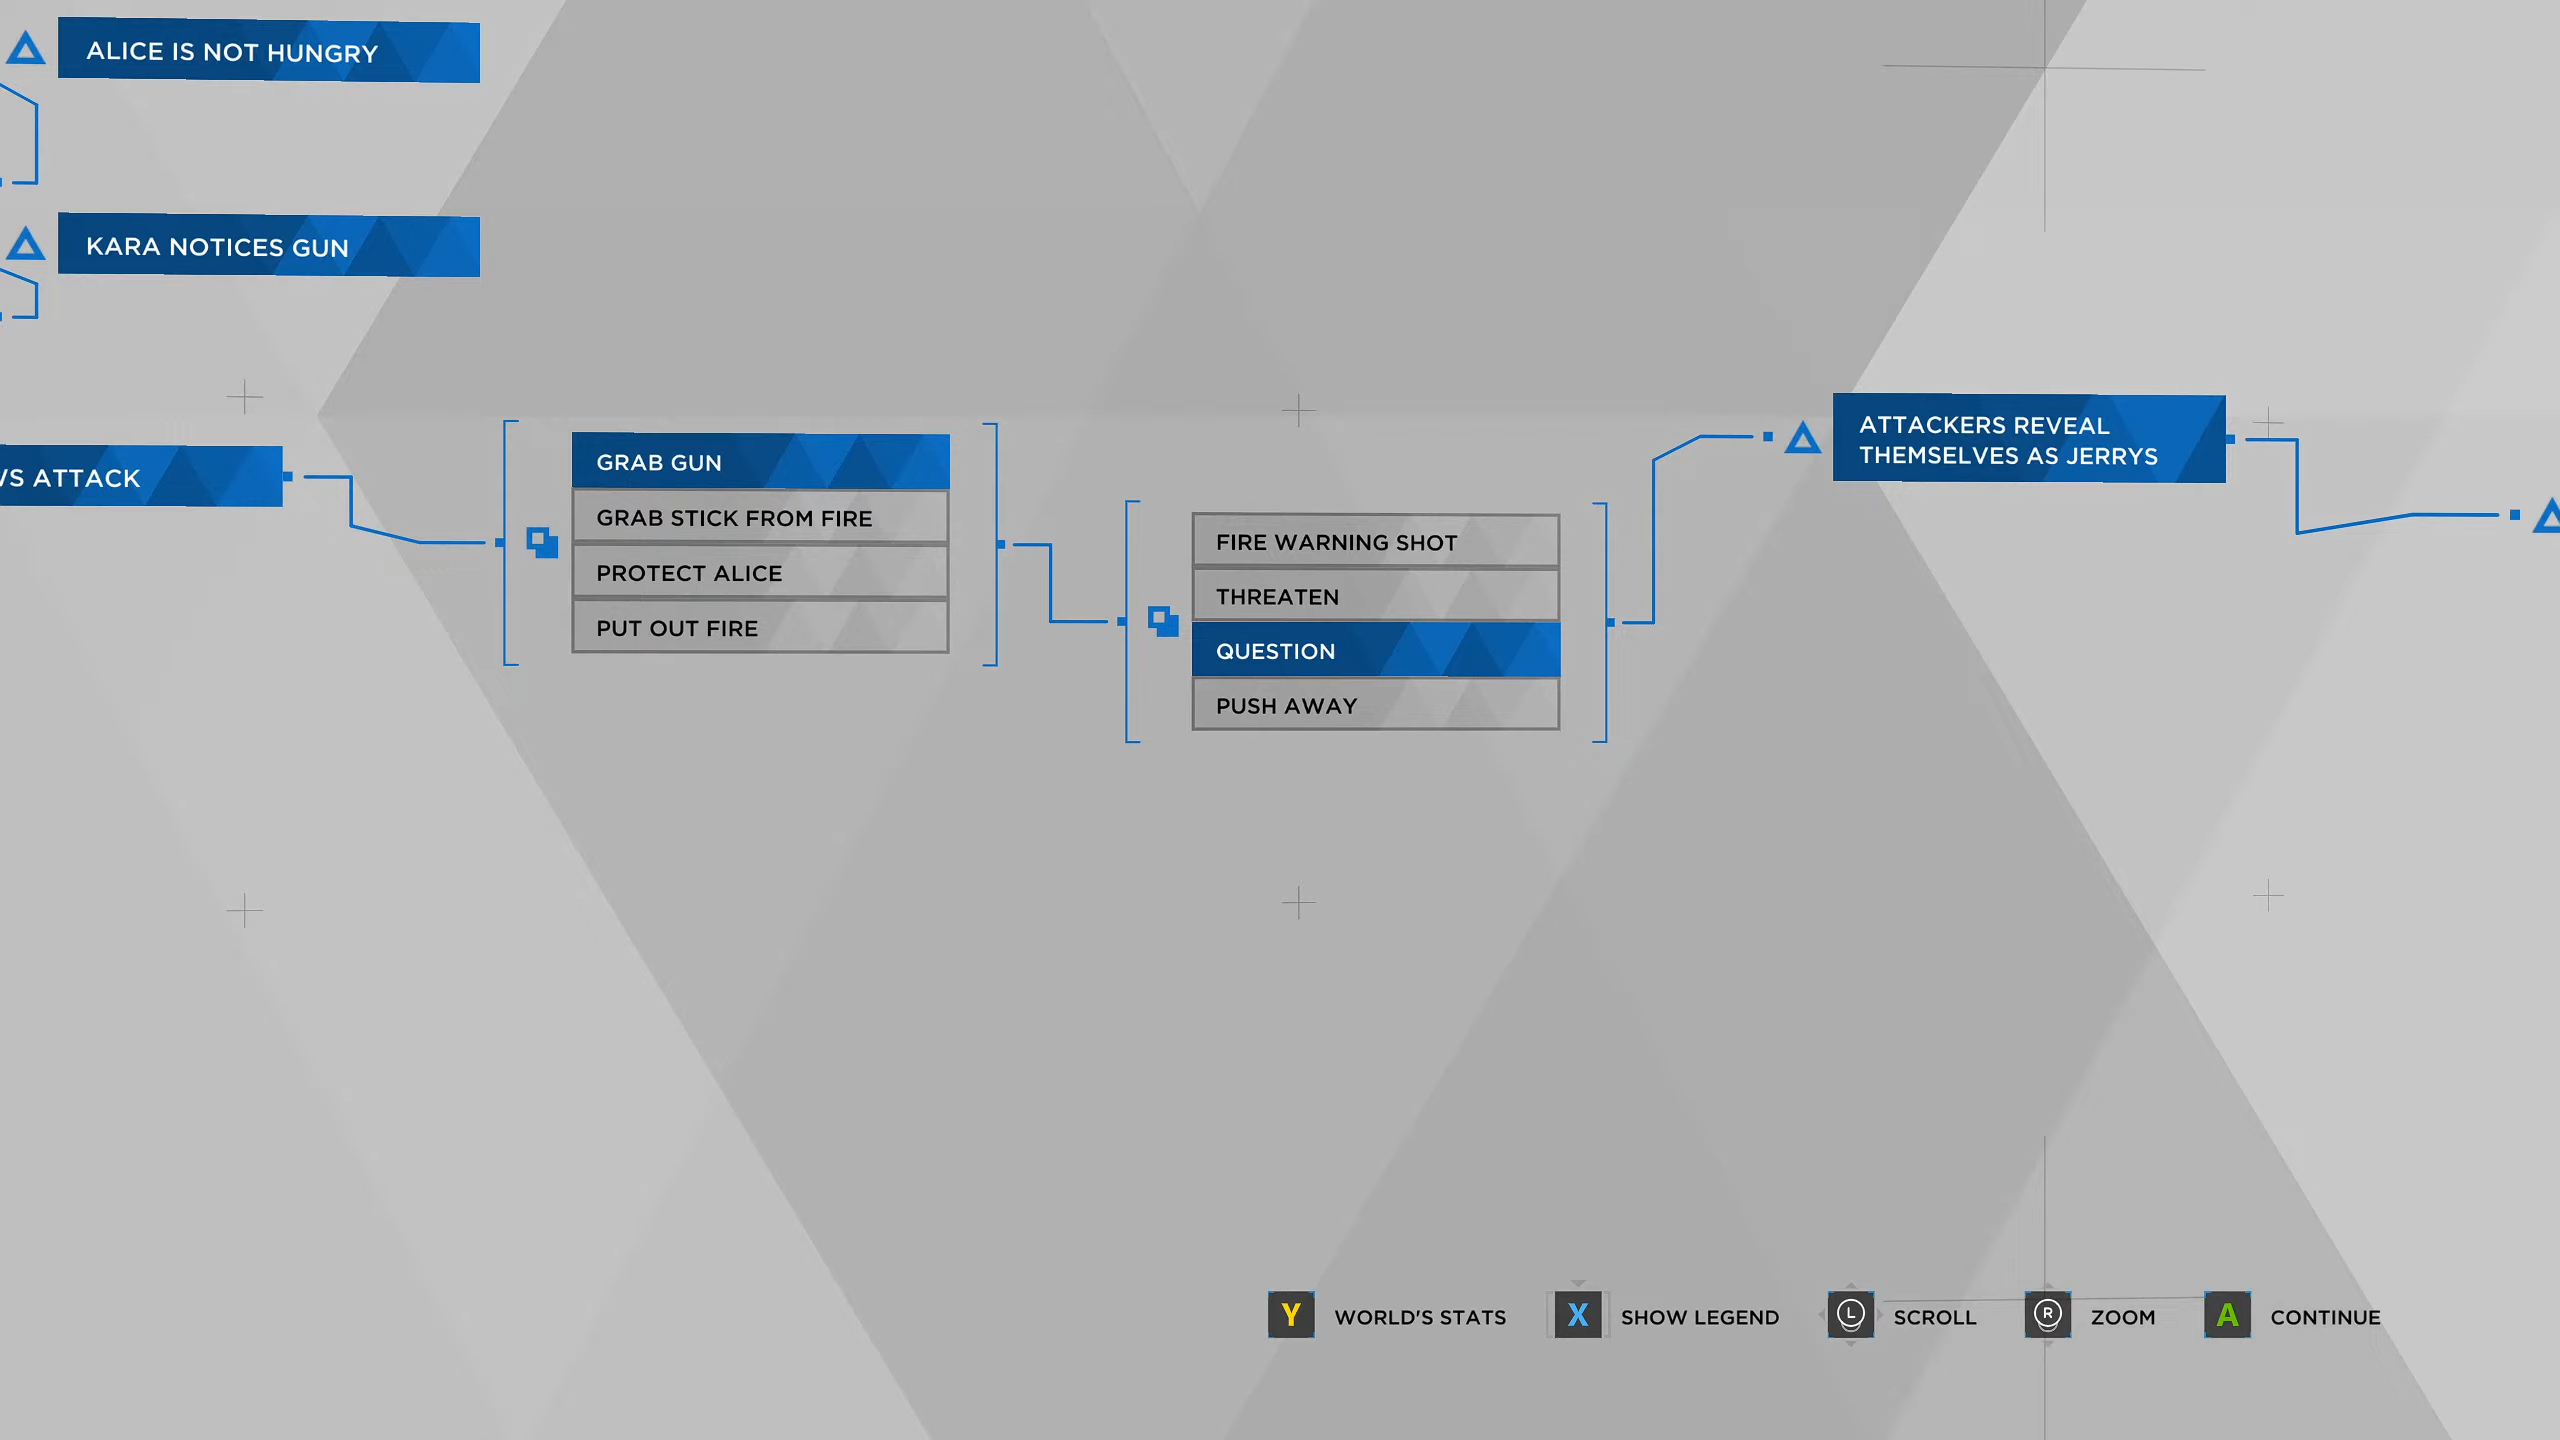 ALICE IS NOT HUNGRY
KARA NOTICES GUN
WS ATTACK
GRAB GUN
GRAB STICK FROM FIRE
PROTECT ALICE
PUT OUT FIRE
FIRE WARNING SHOT
THREATEN
QUESTION
PUSH AWAY
ATTACKERS REVEAL
THEMSELVES AS JERRYS
Y WORLD'S STATS X SHOW LEGEND L SCROLL R ZOOM A CONTINUE